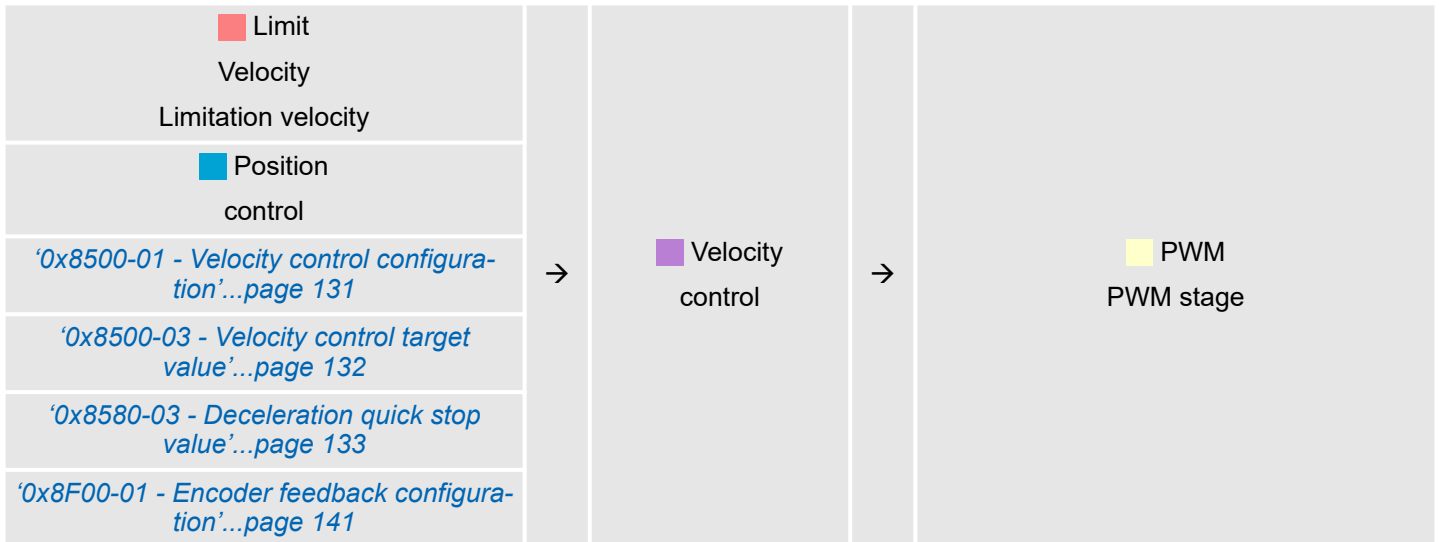 Limit
Velocity
Limitation velocity
Position
control
‘0x8500-01 - Velocity control configura-
tion’...page 131
‘0x8500-03 - Velocity control target
value’...page 132
‘0x8580-03 - Deceleration quick stop
value’...page 133
‘0x8F00-01 - Encoder feedback configura-
tion’...page 141
→
Velocity
control
→
PWM
PWM stage